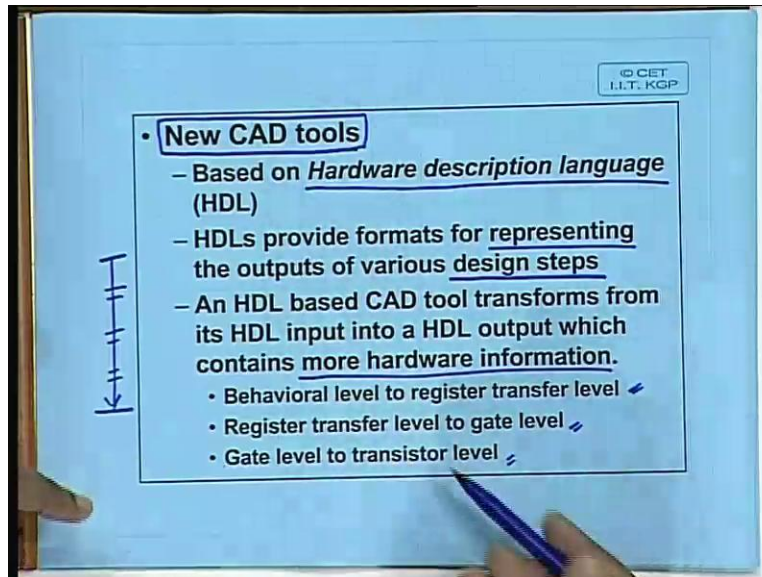 © CET
I.I.T. KGP
• New CAD tools
– Based on Hardware description language
(HDL)
– HDLs provide formats for representing
the outputs of various design steps
– An HDL based CAD tool transforms from
its HDL input into a HDL output which
contains more hardware information.
• Behavioral level to register transfer level
• Register transfer level to gate level
• Gate level to transistor level